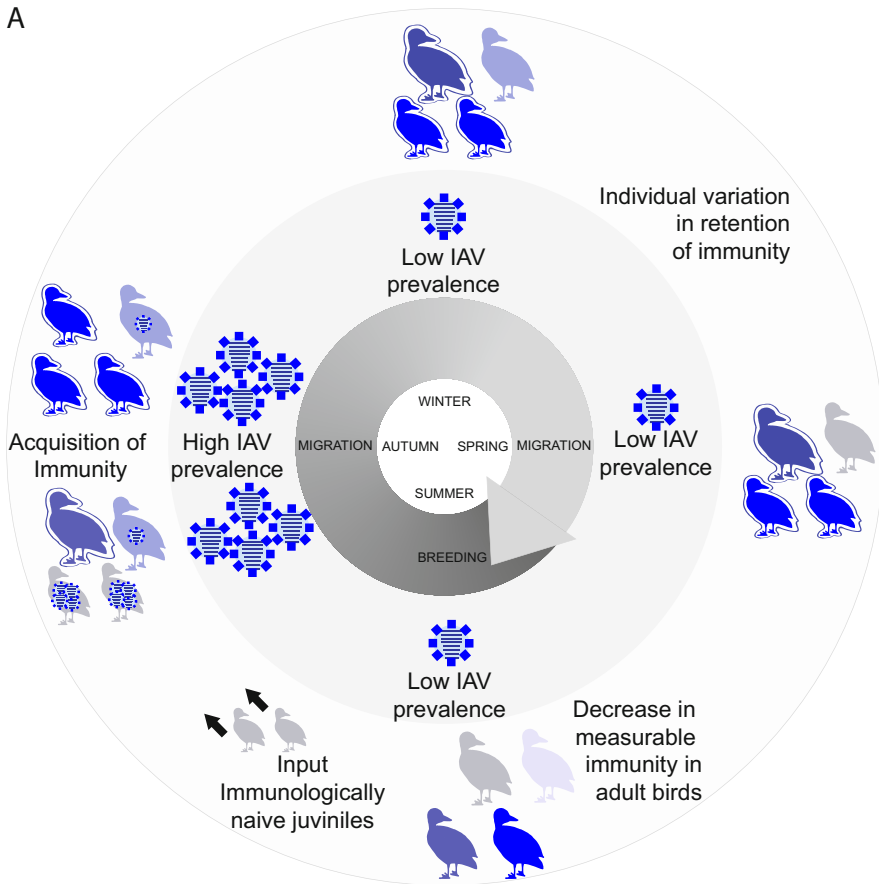 A
Individual variation
in retention
of immunity
Low IAV
prevalence
WINTER
Acquisition of
Immunity
High IAV
prevalence
MIGRATION
AUTUMN
SPRING
MIGRATION
Low IAV
prevalence
SUMMER
BREEDING
Low IAV
prevalence
Decrease in
measurable
immunity in
adult birds
Input
Immunologically
naive juviniles